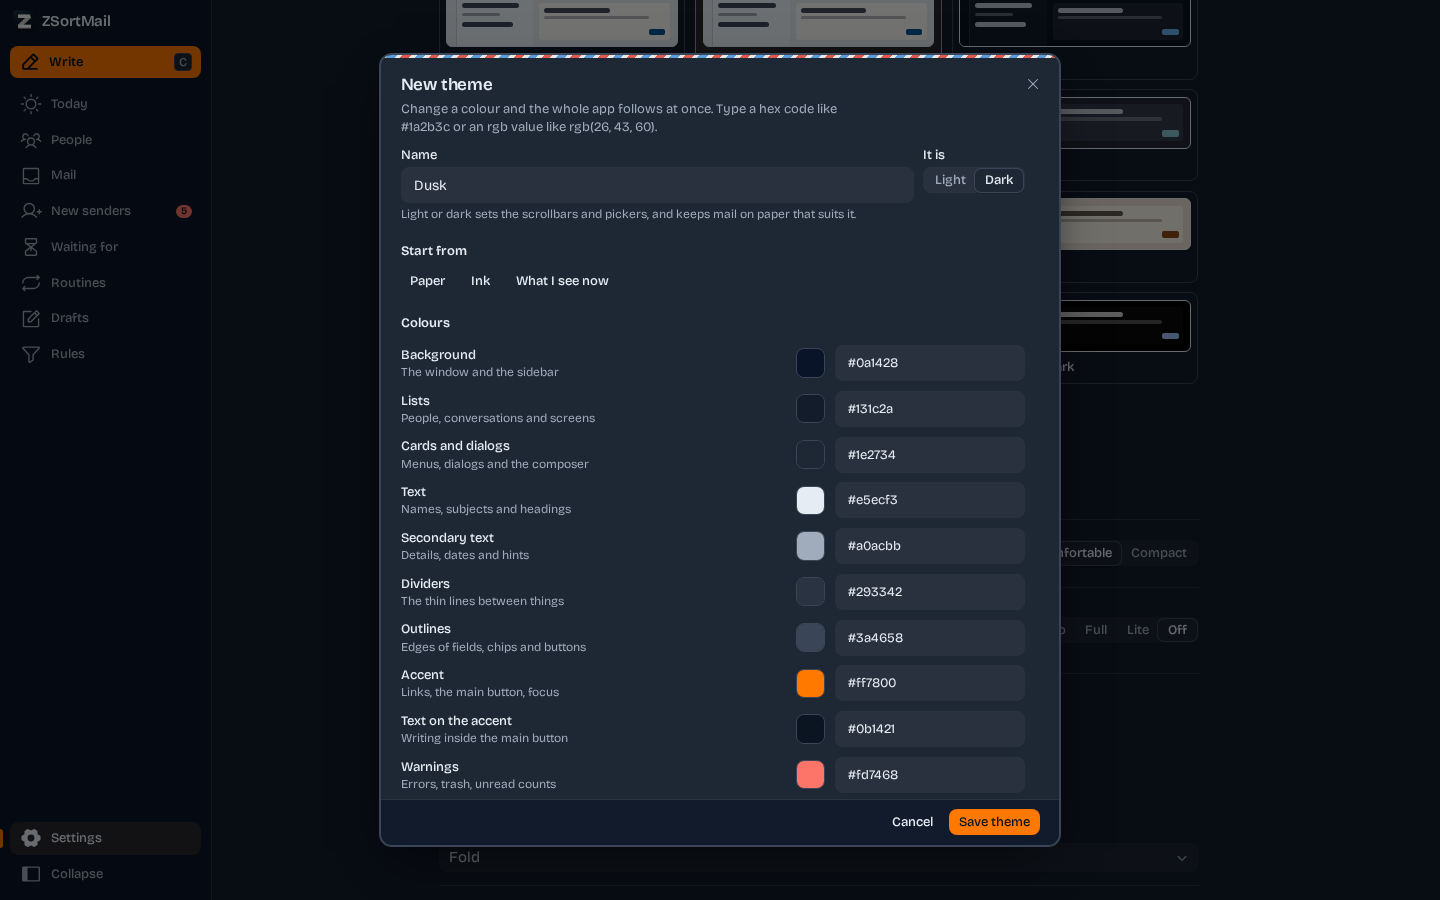 ZSortMail
Write
C
Today
People
Mail
New senders
5
Waiting for
Routines
Drafts
Rules
Settings
Collapse
New theme
Change a colour and the whole app follows at once. Type a hex code like
#1a2b3c or an rgb value like rgb(26, 43, 60).
Name
It is
Dusk
Light
Dark
Light or dark sets the scrollbars and pickers, and keeps mail on paper that suits it.
Start from
Paper
Ink
What I see now
Colours
Background
The window and the sidebar
#0a1428
Lists
People, conversations and screens
#131c2a
Cards and dialogs
Menus, dialogs and the composer
#1e2734
Text
Names, subjects and headings
#e5ecf3
Secondary text
Details, dates and hints
#a0acbb
Dividers
The thin lines between things
#293342
Outlines
Edges of fields, chips and buttons
#3a4658
Accent
Links, the main button, focus
#ff7800
Text on the accent
Writing inside the main button
#0b1421
Warnings
Errors, trash, unread counts
#fd7468
Cancel
Save theme
Compact
Full
Lite
Off
Fold